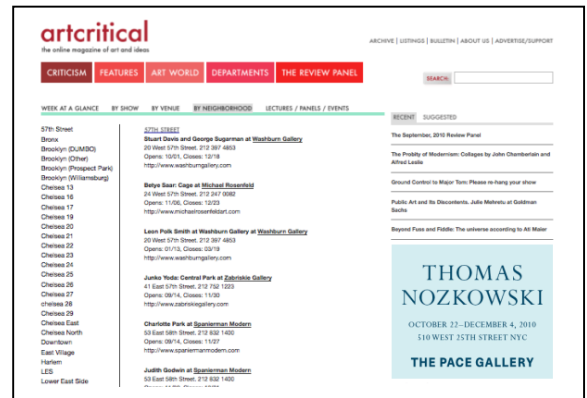 artcritical
the online magazine of art and ideas
ARCHIVE | LISTINGS | BULLETIN | ABOUT US | ADVERTISE/SUPPORT
CRITICISM FEATURES ART WORLD DEPARTMENTS THE REVIEW PANEL
SEARCH:
WEEK AT A GLANCE BY SHOW BY VENUE BY NEIGHBORHOOD LECTURES / PANELS / EVENTS
57th Street
Bronx
Brooklyn (DUMBO)
Brooklyn (Other)
Brooklyn (Prospect Park)
Brooklyn (Williamsburg)
Chelsea 13
Chelsea 16
Chelsea 17
Chelsea 19
Chelsea 20
Chelsea 21
Chelsea 22
Chelsea 23
Chelsea 24
Chelsea 25
Chelsea 26
Chelsea 27
chelsea 28
Chelsea 29
Chelsea East
Chelsea North
Downtown
East Village
Harlem
LES
Lower East Side
57TH STREET
Stuart Davis and George Sugarman at Washburn Gallery
20 West 57th Street, 212 397 4853
Opens: 10/01, Closes: 12/18
http://www.washburngallery.com
Betye Saar: Cage at Michael Rosenfeld
24 West 57th Street, 212 247 0082
Opens: 11/06, Closes: 12/23
http://www.michaelrosenfeldart.com
Leon Polk Smith at Washburn Gallery at Washburn Gallery
20 West 57th Street, 212 397 4853
Opens: 01/13, Closes: 03/19
http://www.washburngallery.com
Junko Yoda: Central Park at Zabriskie Gallery
41 East 57th Street, 212 752 1223
Opens: 09/14, Closes: 11/30
http://www.zabriskiegallery.com
Charlotte Park at Spanierman Modern
53 East 58th Street, 212 832 1400
Opens: 09/14, Closes: 11/27
http://www.spaniermanmodern.com
Judith Godwin at Spanierman Modern
53 East 58th Street, 212 832 1400
RECENT SUGGESTED
The September, 2010 Review Panel
The Probity of Modernism: Collages by John Chamberlain and
Alfred Leslie
Ground Control to Major Tom: Please re-hang your show
Public Art and Its Discontents. Julie Mehretu at Goldman
Sachs
Beyond Fuss and Fiddle: The universe according to Ati Maier
THOMAS
NOZKOWSKI
OCTOBER 22–DECEMBER 4, 2010
510 WEST 25TH STREET NYC
THE PACE GALLERY